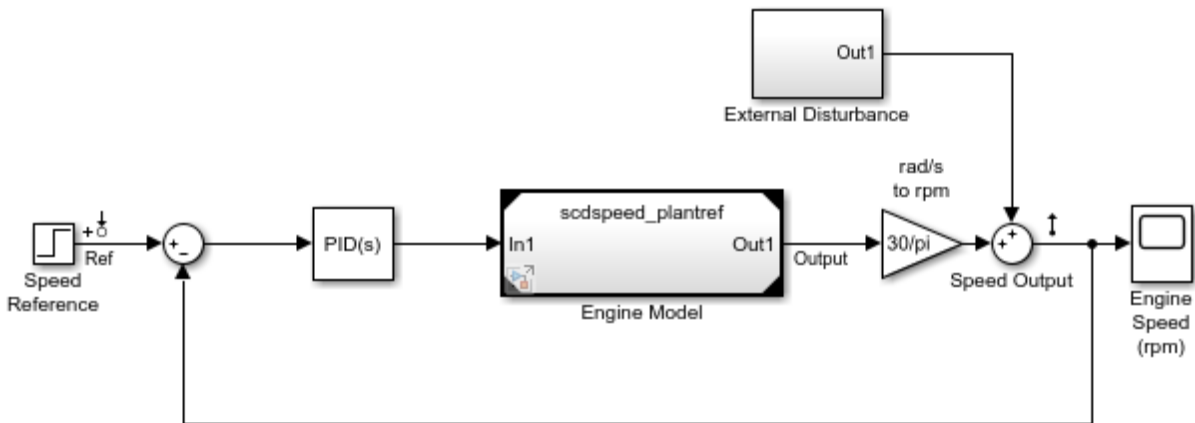 Out1
External Disturbance
rad/s
to rpm
Speed
Reference
+
Ref
+
−
PID(s)
scdspeed_plantref
In1
Out1
Engine Model
Output
30/pi
+
+
Speed Output
Engine
Speed
(rpm)